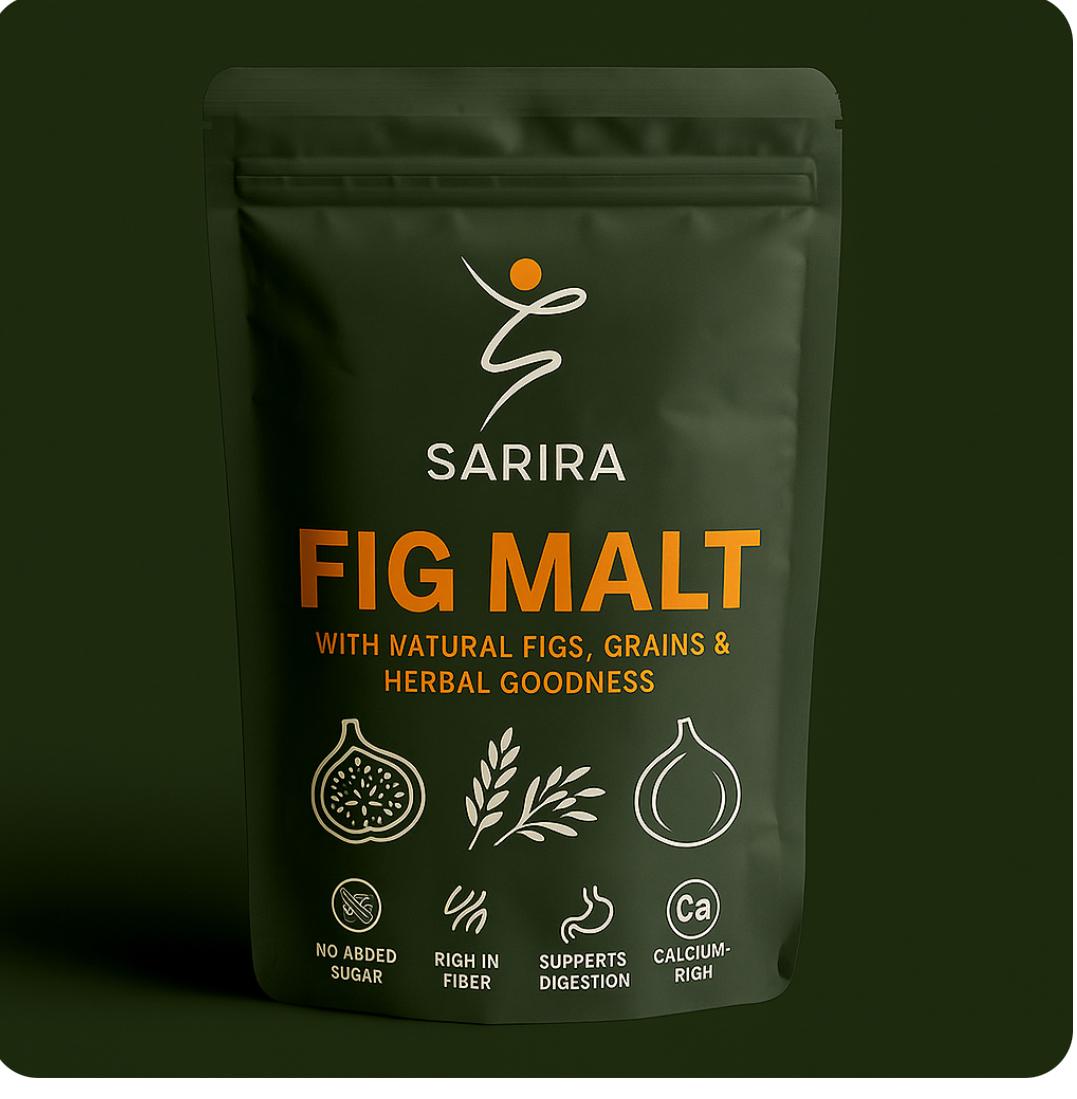 SARIRA
FIG MALT
WITH NATURAL FIGS, GRAINS &
HERBAL GOODNESS
NO ABDED
SUGAR
RIGH IN
FIBER
SUPPERTS
DIGESTION
Ca
CALCIUM-
RIGH